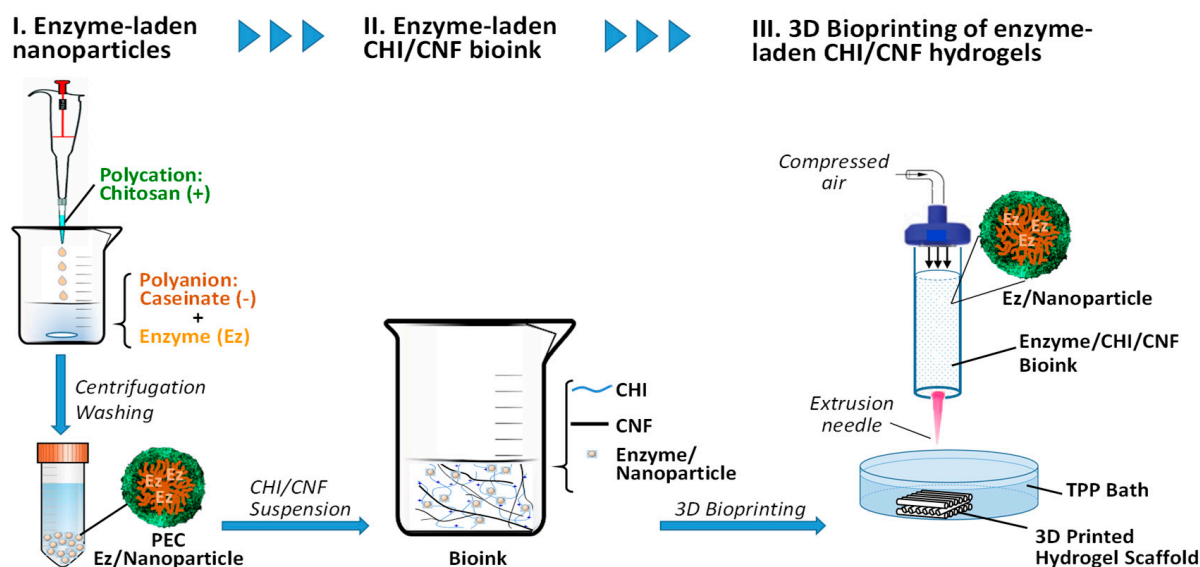 I. Enzyme-laden
nanoparticles
II. Enzyme-laden
CHI/CNF bioink
III. 3D Bioprinting of enzyme-
laden CHI/CNF hydrogels
Polycation:
Chitosan (+)
Polyanion:
Caseinate (-)
+
Enzyme (Ez)
Centrifugation
Washing
Ez
Ez
Ez
PEC
Ez/Nanoparticle
CHI/CNF
Suspension
CHI
CNF
Enzyme/
Nanoparticle
Bioink
3D Bioprinting
Compressed
air
Ez
Ez
Ez
Ez/Nanoparticle
Enzyme/CHI/CNF
Bioink
Extrusion
needle
TPP Bath
3D Printed
Hydrogel Scaffold